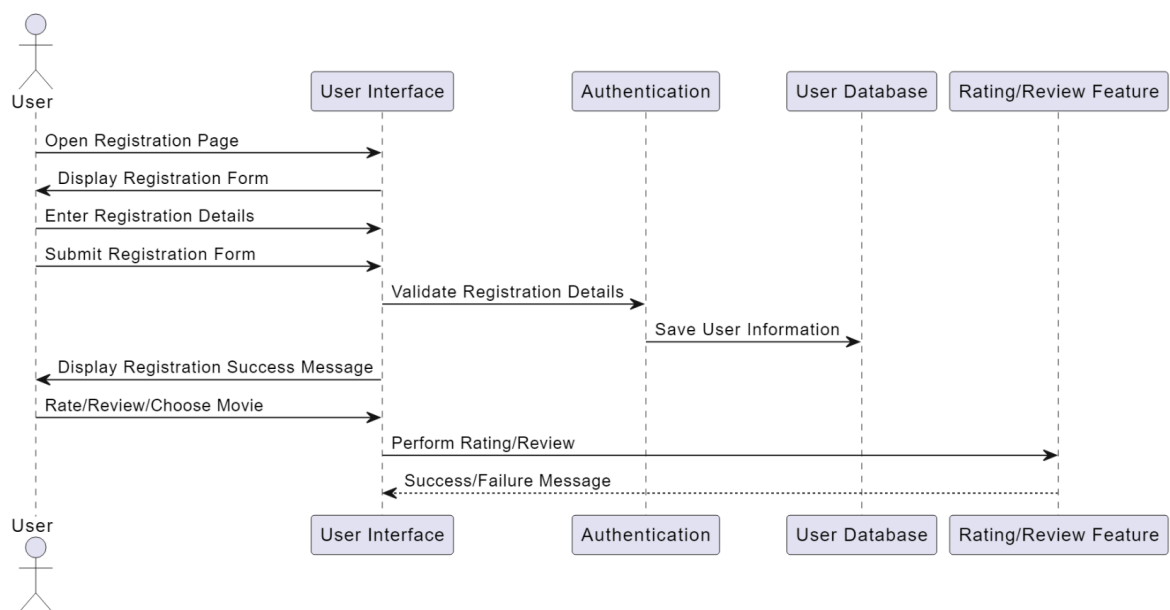 User
User Interface
Authentication
User Database
Rating/Review Feature
Open Registration Page
Display Registration Form
Enter Registration Details
Submit Registration Form
Validate Registration Details
Save User Information
Display Registration Success Message
Rate/Review/Choose Movie
Perform Rating/Review
Success/Failure Message
User
User Interface
Authentication
User Database
Rating/Review Feature